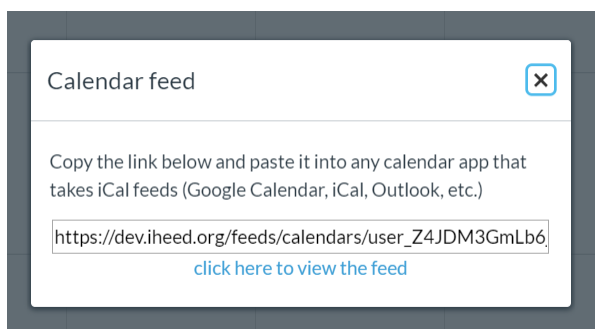 Calendar feed
Copy the link below and paste it into any calendar app that
takes iCal feeds (Google Calendar, iCal, Outlook, etc.)
https://dev.iheed.org/feeds/calendars/user_Z4JDM3GmLb6
click here to view the feed